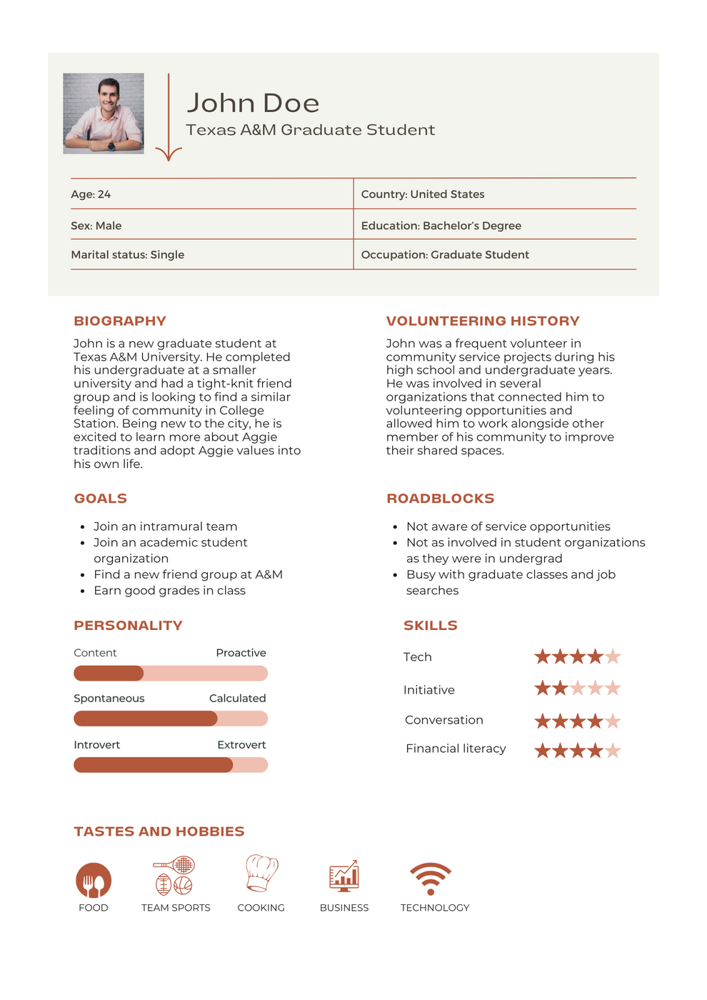 John Doe
Texas A&M Graduate Student
Age: 24
Country: United States
Sex: Male
Education: Bachelor's Degree
Marital status: Single
Occupation: Graduate Student
BIOGRAPHY
John is a new graduate student at
Texas A&M University. He completed
his undergraduate at a smaller
university and had a tight-knit friend
group and is looking to find a similar
feeling of community in College
Station. Being new to the city, he is
excited to learn more about Aggie
traditions and adopt Aggie values into
his own life.
VOLUNTEERING HISTORY
John was a frequent volunteer in
community service projects during his
high school and undergraduate years.
He was involved in several
organizations that connected him to
volunteering opportunities and
allowed him to work alongside other
member of his community to improve
their shared spaces.
GOALS
• Join an intramural team
• Join an academic student
organization
• Find a new friend group at A&M
• Earn good grades in class
ROADBLOCKS
• Not aware of service opportunities
• Not as involved in student organizations
as they were in undergrad
• Busy with graduate classes and job
searches
PERSONALITY
Content Proactive
Spontaneous Calculated
Introvert Extrovert
SKILLS
Tech
Initiative
Conversation
Financial literacy
TASTES AND HOBBIES
FOOD
TEAM SPORTS
COOKING
BUSINESS
TECHNOLOGY